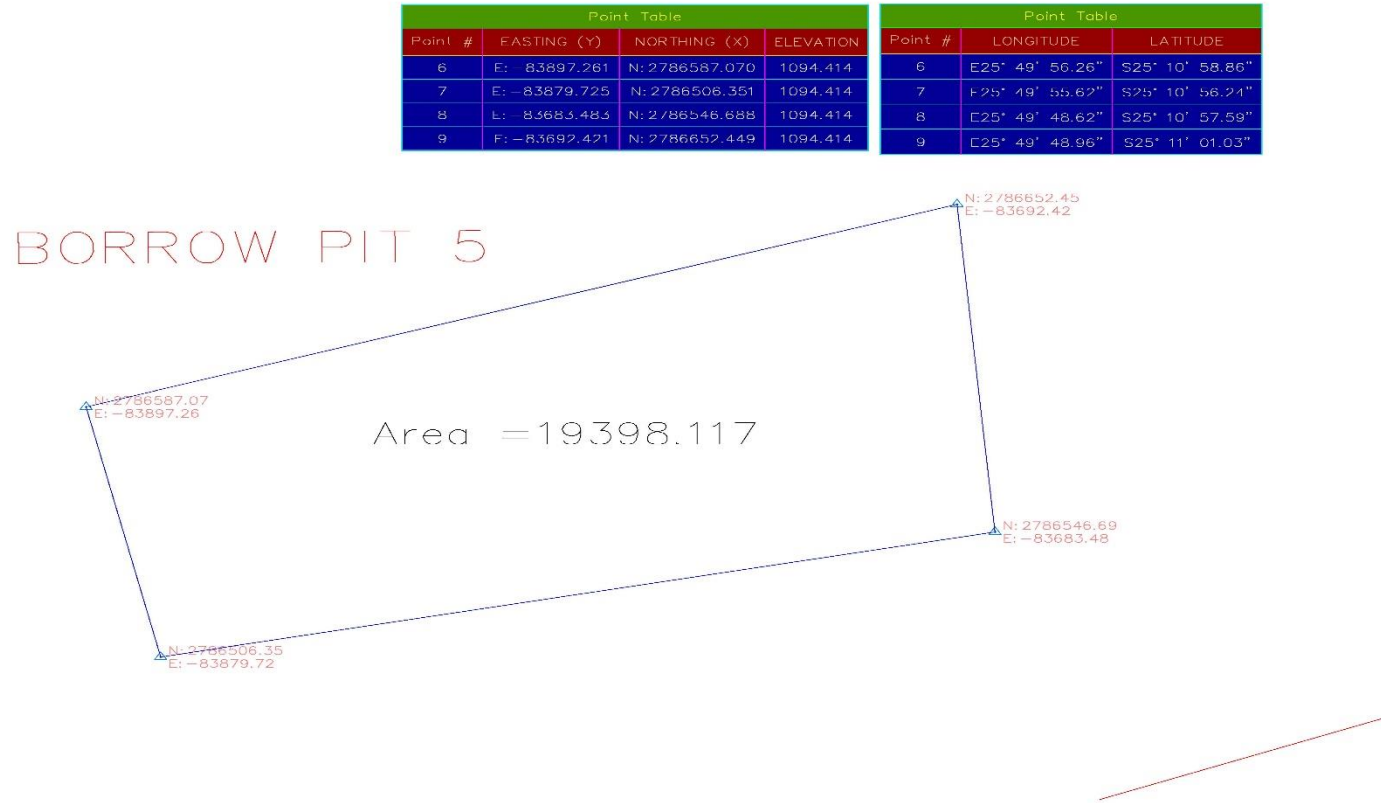 Point Table
Point # EASTING (Y) NORTHING (X) ELEVATION
6 E: -83897.261 N: 2786587.070 1094.414
7 E: -83879.725 N: 2786506.351 1094.414
8 E: -83683.483 N: 2786546.688 1094.414
9 E: -83692.421 N: 2786652.449 1094.414
Point Table
Point # LONGITUDE LATITUDE
6 E25° 49' 56.26" S25° 10' 58.86"
7 E25° 49' 55.62" S25° 10' 56.24"
8 E25° 49' 48.62" S25° 10' 57.59"
9 E25° 49' 48.96" S25° 11' 01.03"
N: 2786652.45
E: -83692.42
BORROW PIT 5
N: 2786587.07
E: -83897.26
Area =19398.117
N: 2786546.69
E: -83683.48
N: 2786506.35
E: -83879.72